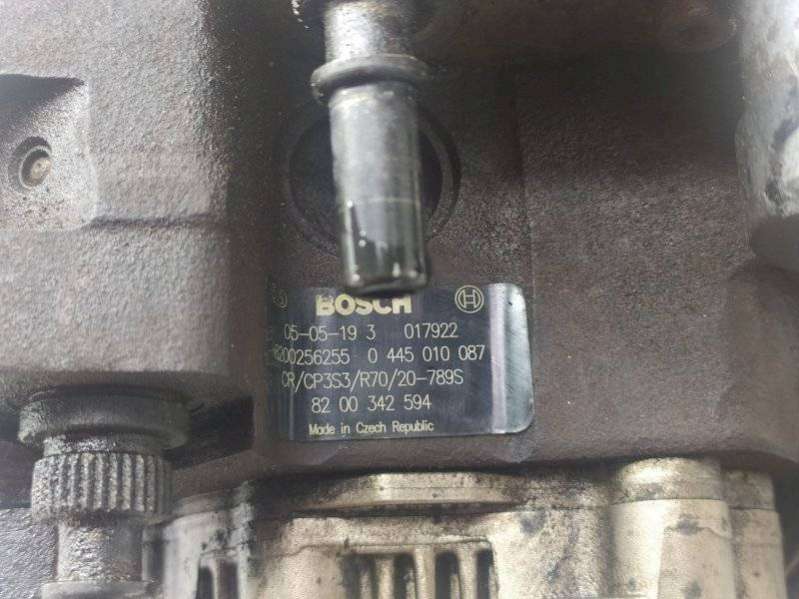 BOSCH
05-05-19 3 017922
8200256255 0 445 010 087
CR/CP3S3/R70/20-789S
82 00 342 594
Made in Czech Republic